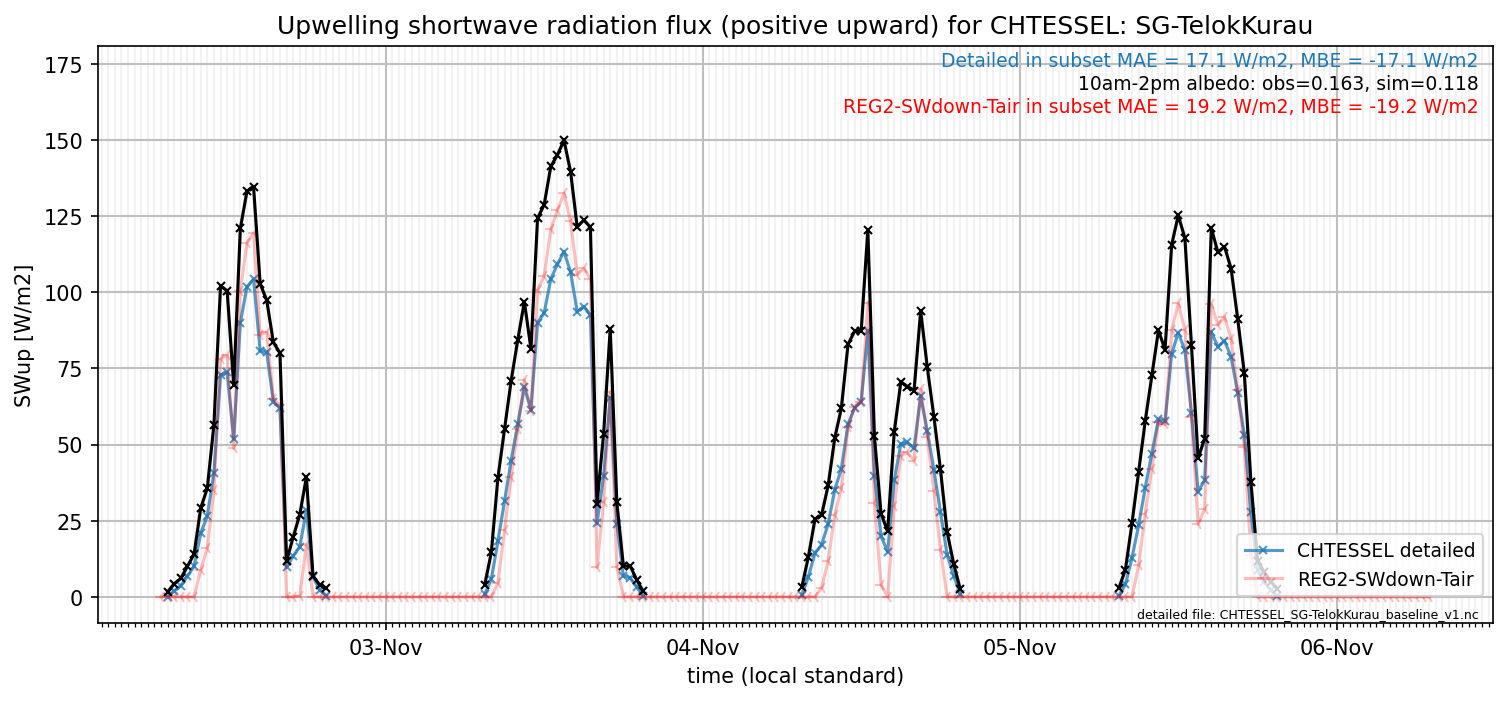 Upwelling shortwave radiation flux (positive upward) for CHTESSEL: SG-TelokKurau
Detailed in subset MAE = 17.1 W/m2, MBE = -17.1 W/m2
10am-2pm albedo: obs=0.163, sim=0.118
REG2-SWdown-Tair in subset MAE = 19.2 W/m2, MBE = -19.2 W/m2
175
150
125
100
75
50
25
0
SWup [W/m2]
CHTESSEL detailed
REG2-SWdown-Tair
detailed file: CHTESSEL_SG-TelokKurau_baseline_v1.nc
03-Nov
04-Nov
05-Nov
06-Nov
time (local standard)